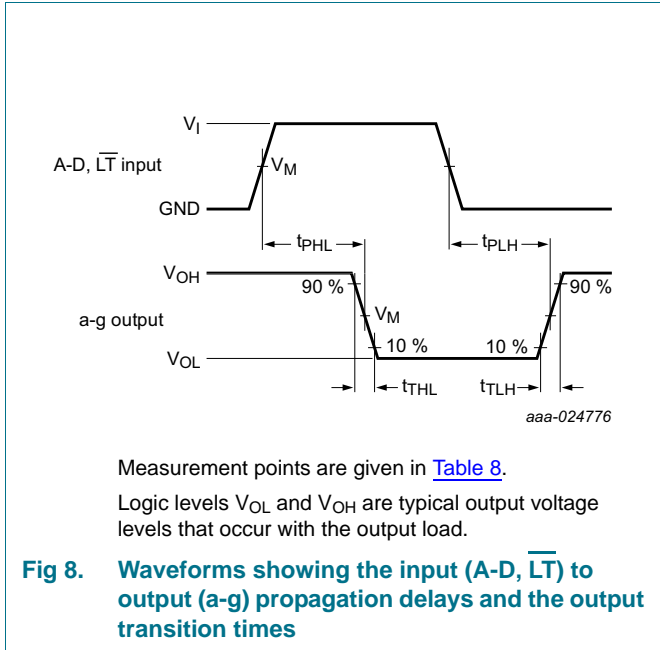 V_I
A-D, L̅T̅ input
V_M
GND
t_PHL
t_PLH
V_OH
90 %
90 %
a-g output
V_M
10 %
10 %
V_OL
t_THL
t_TLH
aaa-024776
Measurement points are given in Table 8.
Logic levels V_OL and V_OH are typical output voltage
levels that occur with the output load.
Fig 8. Waveforms showing the input (A-D, L̅T̅) to
output (a-g) propagation delays and the output
transition times